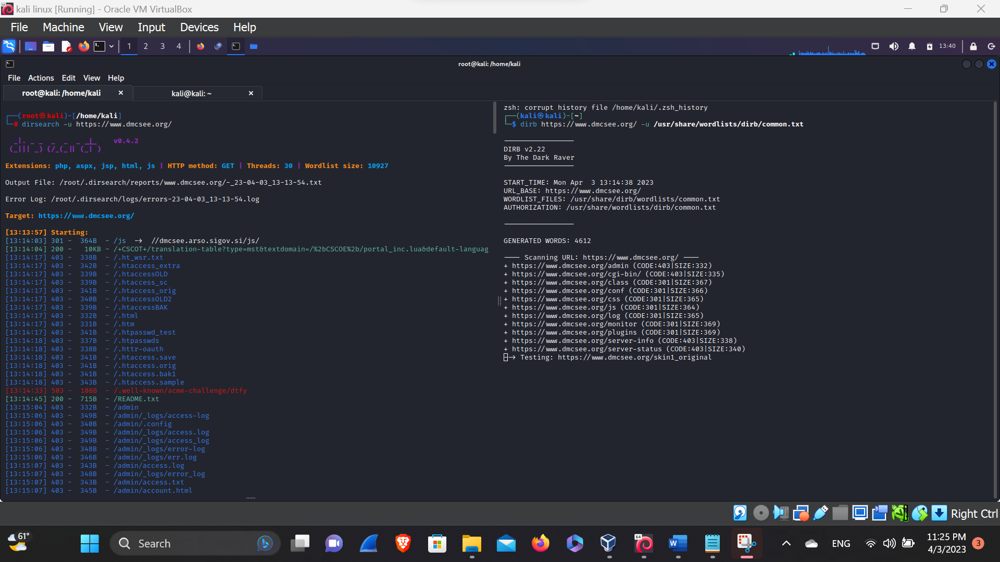 kali linux [Running] - Oracle VM VirtualBox
File Machine View Input Devices Help
1 2 3 4
13:40
root@kali: /home/kali
File Actions Edit View Help
root@kali: /home/kali
kali@kali: ~
┌──(root㉿kali)-[/home/kali]
└─# dirsearch -u https://www.dmcsee.org/
v0.4.2
Extensions: php, aspx, jsp, html, js | HTTP method: GET | Threads: 30 | Wordlist size: 10927
Output File: /root/.dirsearch/reports/www.dmcsee.org/-_23-04-03_13-13-54.txt
Error Log: /root/.dirsearch/logs/errors-23-04-03_13-13-54.log
Target: https://www.dmcsee.org/
[13:13:57] Starting:
[13:14:03] 301 - 364B - /js → //dmcsee.arso.sigov.si/js/
[13:14:04] 200 - 10KB - /+CSCOT+/translation-table?type=mst&textdomain=/%2bCSCOE%2b/portal_inc.lua&default-languag
[13:14:17] 403 - 338B - /.ht_wsr.txt
[13:14:17] 403 - 342B - /.htaccess_extra
[13:14:17] 403 - 339B - /.htaccessOLD
[13:14:17] 403 - 339B - /.htaccess_sc
[13:14:17] 403 - 341B - /.htaccess_orig
[13:14:17] 403 - 340B - /.htaccessOLD2
[13:14:17] 403 - 339B - /.htaccessBAK
[13:14:17] 403 - 332B - /.html
[13:14:17] 403 - 331B - /.htm
[13:14:17] 403 - 341B - /.htpasswd_test
[13:14:18] 403 - 337B - /.htpasswds
[13:14:18] 403 - 338B - /.httr-oauth
[13:14:18] 403 - 341B - /.htaccess.save
[13:14:18] 403 - 341B - /.htaccess.orig
[13:14:18] 403 - 341B - /.htaccess.bak1
[13:14:18] 403 - 343B - /.htaccess.sample
[13:14:33] 503 - 108B - /.well-known/acme-challenge/dtfy
[13:14:45] 200 - 715B - /README.txt
[13:15:04] 403 - 332B - /admin
[13:15:06] 403 - 349B - /admin/_logs/access-log
[13:15:06] 403 - 340B - /admin/.config
[13:15:06] 403 - 349B - /admin/_logs/access.log
[13:15:06] 403 - 349B - /admin/_logs/access_log
[13:15:06] 403 - 348B - /admin/_logs/error-log
[13:15:06] 403 - 346B - /admin/_logs/err.log
[13:15:07] 403 - 343B - /admin/access.log
[13:15:07] 403 - 348B - /admin/_logs/error_log
[13:15:07] 403 - 343B - /admin/access.txt
[13:15:07] 403 - 345B - /admin/account.html
zsh: corrupt history file /home/kali/.zsh_history
┌──(kali㉿kali)-[~]
└─$ dirb https://www.dmcsee.org/ -u /usr/share/wordlists/dirb/common.txt
-----------------
DIRB v2.22
By The Dark Raver
-----------------
START_TIME: Mon Apr  3 13:14:38 2023
URL_BASE: https://www.dmcsee.org/
WORDLIST_FILES: /usr/share/dirb/wordlists/common.txt
AUTHORIZATION: /usr/share/wordlists/dirb/common.txt
-----------------
GENERATED WORDS: 4612
---- Scanning URL: https://www.dmcsee.org/ ----
+ https://www.dmcsee.org/admin (CODE:403|SIZE:332)
+ https://www.dmcsee.org/cgi-bin/ (CODE:403|SIZE:335)
+ https://www.dmcsee.org/class (CODE:301|SIZE:367)
+ https://www.dmcsee.org/conf (CODE:301|SIZE:366)
+ https://www.dmcsee.org/css (CODE:301|SIZE:365)
+ https://www.dmcsee.org/js (CODE:301|SIZE:364)
+ https://www.dmcsee.org/log (CODE:301|SIZE:365)
+ https://www.dmcsee.org/monitor (CODE:301|SIZE:369)
+ https://www.dmcsee.org/plugins (CODE:301|SIZE:369)
+ https://www.dmcsee.org/server-info (CODE:403|SIZE:338)
+ https://www.dmcsee.org/server-status (CODE:403|SIZE:340)
→ Testing: https://www.dmcsee.org/skin1_original
Right Ctrl
61°
Search
64
ENG
11:25 PM
4/3/2023
3